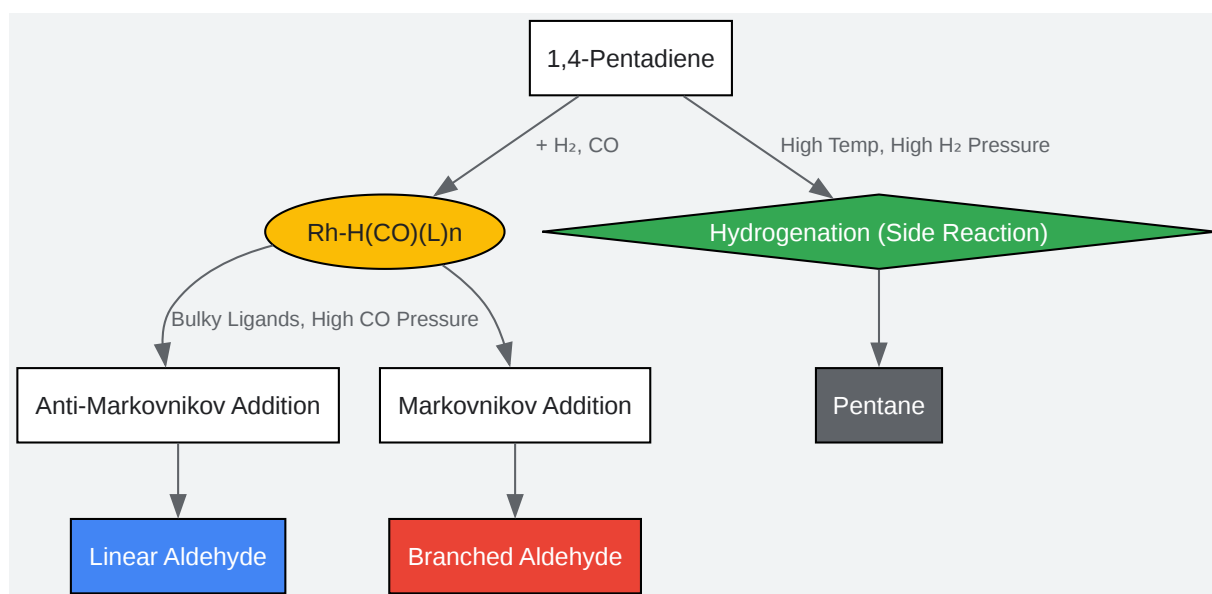 1,4-Pentadiene
+ H₂, CO
High Temp, High H₂ Pressure
Rh-H(CO)(L)n
Hydrogenation (Side Reaction)
Bulky Ligands, High CO Pressure
Anti-Markovnikov Addition
Markovnikov Addition
Pentane
Linear Aldehyde
Branched Aldehyde